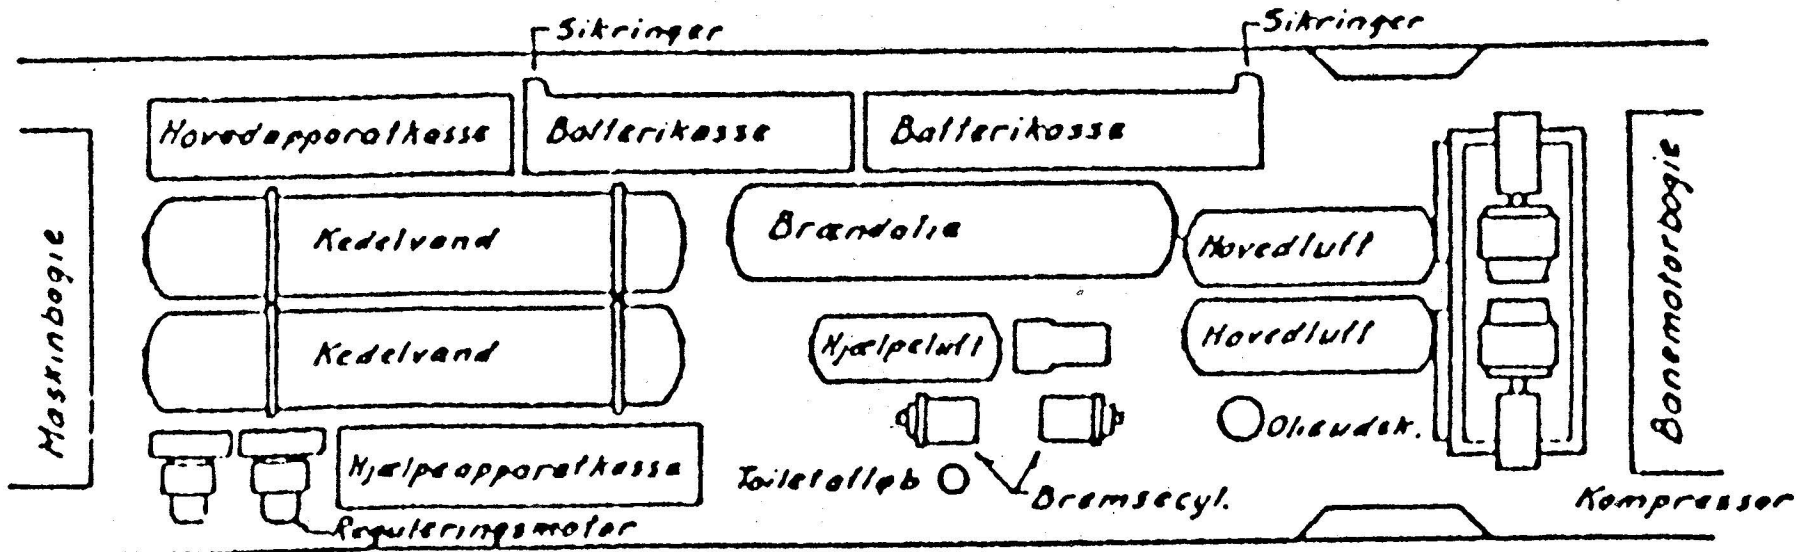 Sikringer
Sikringer
Hovedapparatkasse
Batterikasse
Batterikasse
Maskinbogie
Kedelvand
Brændolie
Hovedluft
Banemotorbogie
Kedelvand
Hjælpeluft
Hovedluft
Olieudsk.
Hjælpeapparatkasse
Toiletafløb
Bremsecyl.
Kompressor
Reguleringsmotor